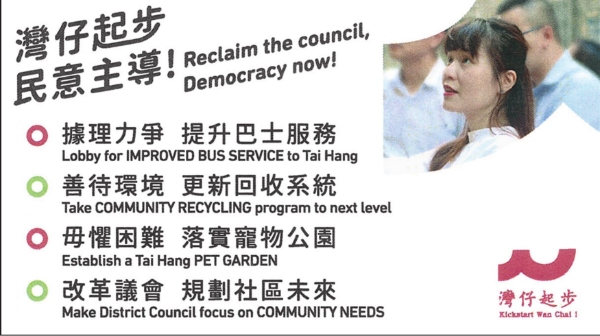 灣仔起步
民意主導!
Reclaim the council,
Democracy now!
據理力爭 提升巴士服務
Lobby for IMPROVED BUS SERVICE to Tai Hang
善待環境 更新回收系統
Take COMMUNITY RECYCLING program to next level
毋懼困難 落實寵物公園
Establish a Tai Hang PET GARDEN
改革議會 規劃社區未來
Make District Council focus on COMMUNITY NEEDS
灣仔起步
Kickstart Wan Chai !